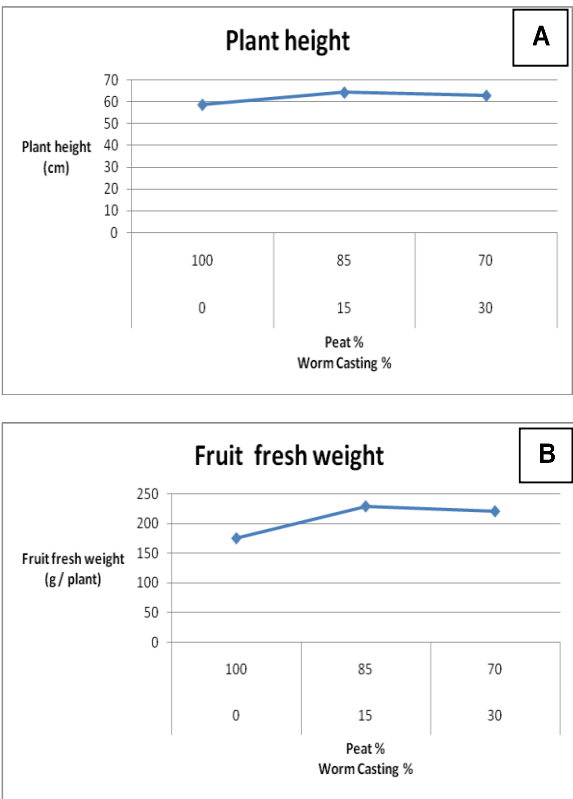 Plant height
A
70
60
50
40
30
20
10
0
Plant height
(cm)
100 85 70
0 15 30
Peat %
Worm Casting %
Fruit fresh weight
B
250
200
150
100
50
0
Fruit fresh weight
(g / plant)
100 85 70
0 15 30
Peat %
Worm Casting %